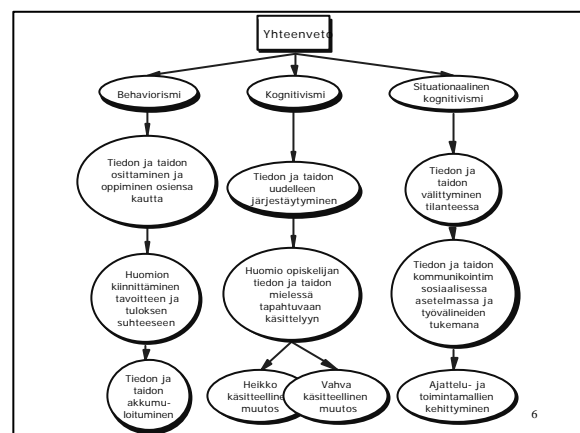 Yhteenveto
Behaviorismi
Kognitivismi
Situationaalinen
kognitivismi
Tiedon ja taidon
osittaminen ja
oppiminen osiensa
kautta
Tiedon ja taidon
uudelleen
järjestäytyminen
Tiedon ja
taidon
välittyminen
tilanteessa
Huomion
kiinnittäminen
tavoitteen ja
tuloksen
suhteeseen
Huomio opiskelijan
tiedon ja taidon
mielessä
tapahtuvaan
käsittelyyn
Tiedon ja taidon
kommunikointim
sosiaalisessa
asetelmassa ja
työvälineiden
tukemana
Tiedon ja
taidon
akkumu-
loituminen
Heikko
käsitteellinen
muutos
Vahva
käsitteellinen
muutos
Ajattelu- ja
toimintamallien
kehittyminen
6